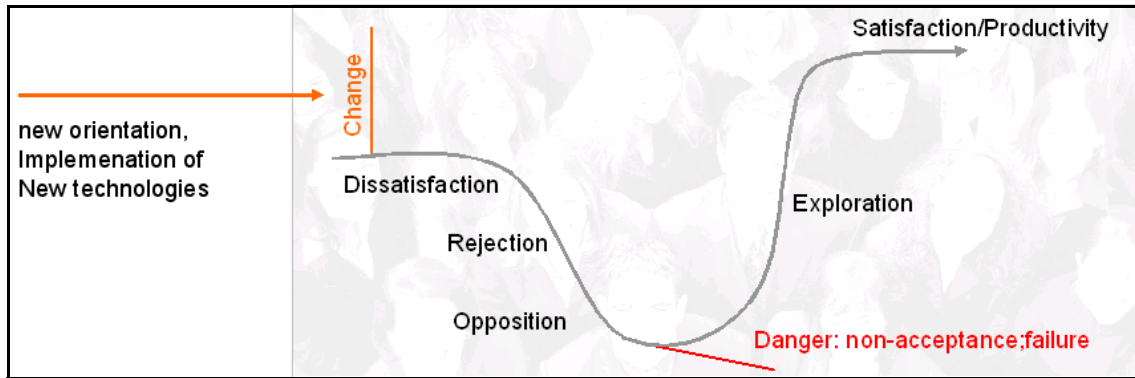 Satisfaction/Productivity
Change
new orientation,
Implemenation of
New technologies
Dissatisfaction
Exploration
Rejection
Opposition
Danger: non-acceptance;failure